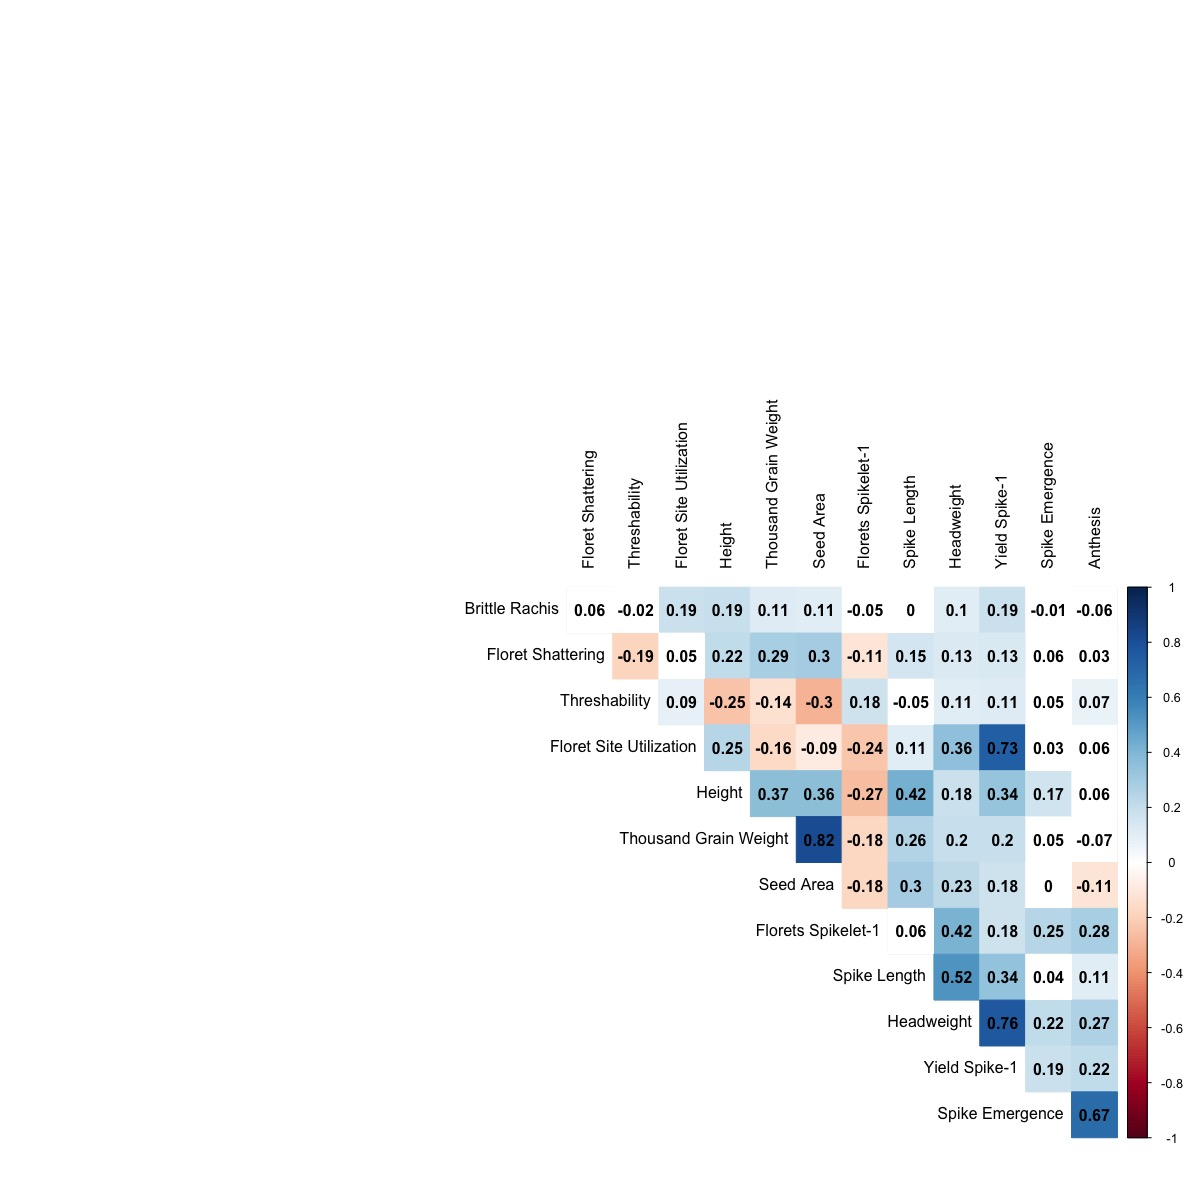 Floret Shattering
Threshability
Floret Site Utilization
Height
Thousand Grain Weight
Seed Area
Florets Spikelet-1
Spike Length
Headweight
Yield Spike-1
Spike Emergence
Anthesis
Brittle Rachis 0.06 -0.02 0.19 0.19 0.11 0.11 -0.05 0 0.1 0.19 -0.01 -0.06
Floret Shattering -0.19 0.05 0.22 0.29 0.3 -0.11 0.15 0.13 0.13 0.06 0.03
Threshability 0.09 -0.25 -0.14 -0.3 0.18 -0.05 0.11 0.11 0.05 0.07
Floret Site Utilization 0.25 -0.16 -0.09 -0.24 0.11 0.36 0.73 0.03 0.06
Height 0.37 0.36 -0.27 0.42 0.18 0.34 0.17 0.06
Thousand Grain Weight 0.82 -0.18 0.26 0.2 0.2 0.05 -0.07
Seed Area -0.18 0.3 0.23 0.18 0 -0.11
Florets Spikelet-1 0.06 0.42 0.18 0.25 0.28
Spike Length 0.52 0.34 0.04 0.11
Headweight 0.76 0.22 0.27
Yield Spike-1 0.19 0.22
Spike Emergence 0.67
1
0.8
0.6
0.4
0.2
0
-0.2
-0.4
-0.6
-0.8
-1